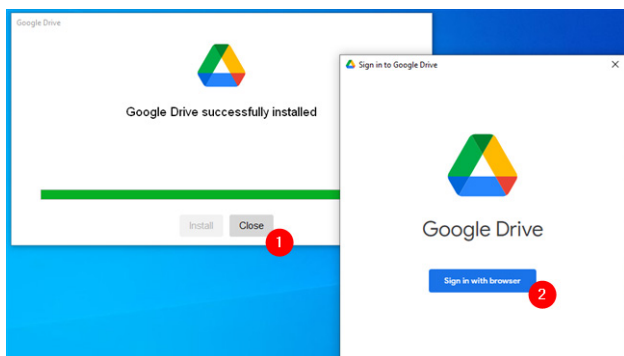 Google Drive
Google Drive successfully installed
Install
Close
1
Sign in to Google Drive
Google Drive
Sign in with browser
2